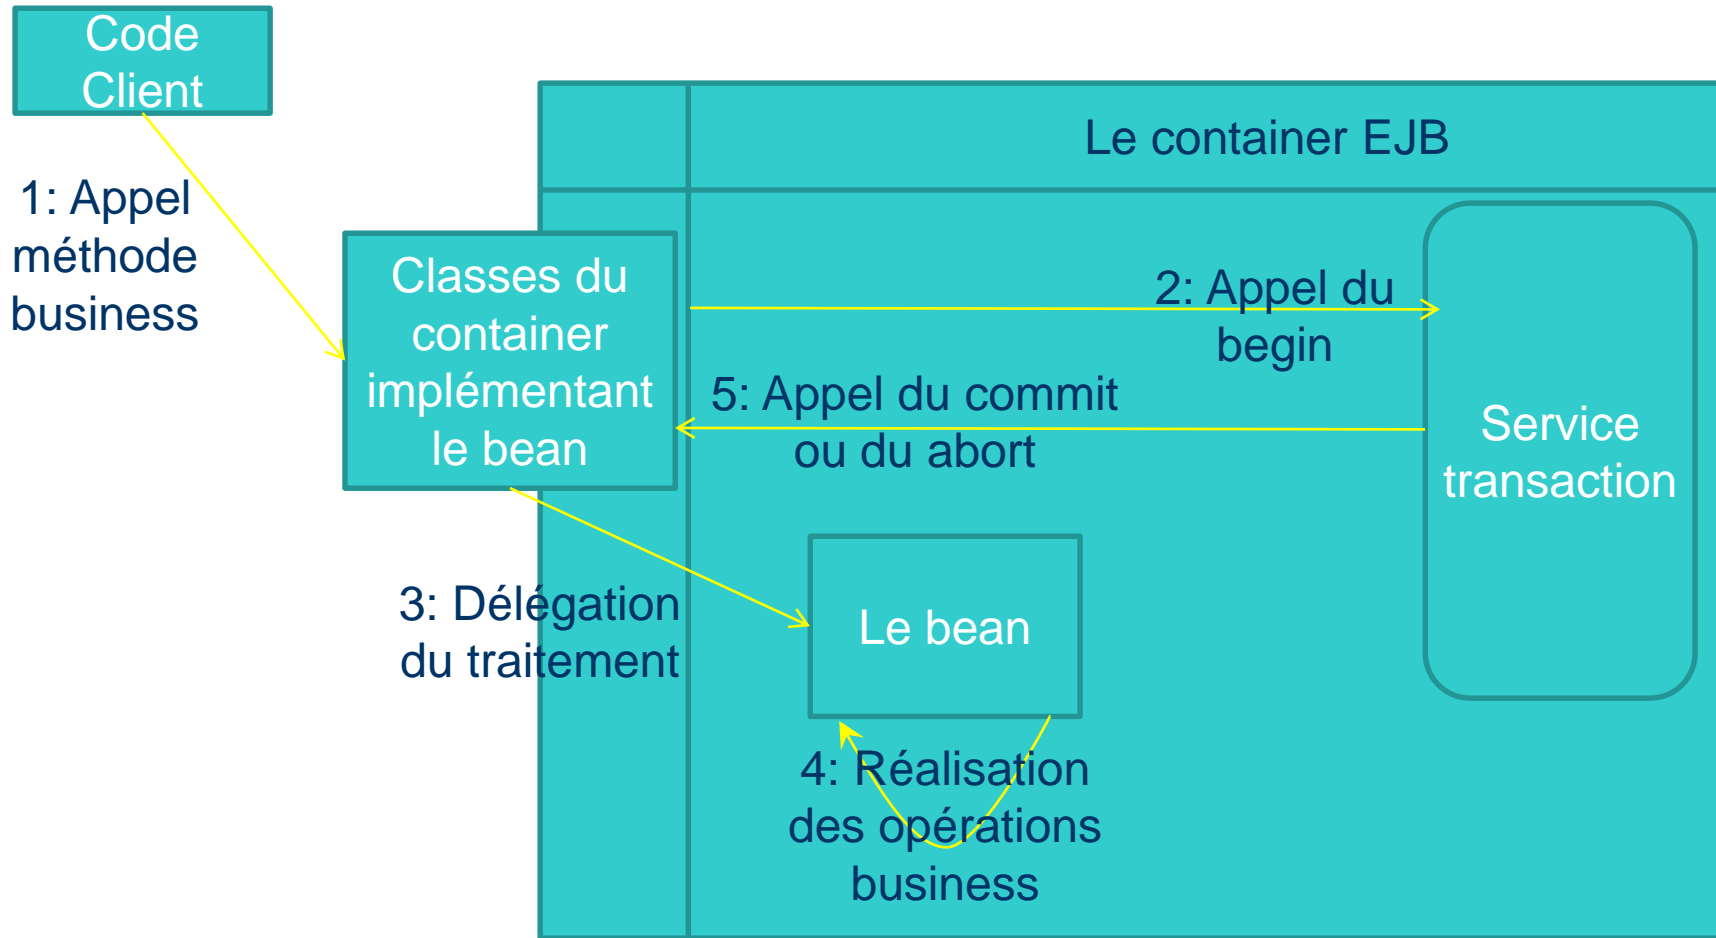 Code
Client
Le container EJB
1: Appel
méthode
business
Classes du
container
implémentant
le bean
2: Appel du
begin
5: Appel du commit
ou du abort
Service
transaction
3: Délégation
du traitement
Le bean
4: Réalisation
des opérations
business